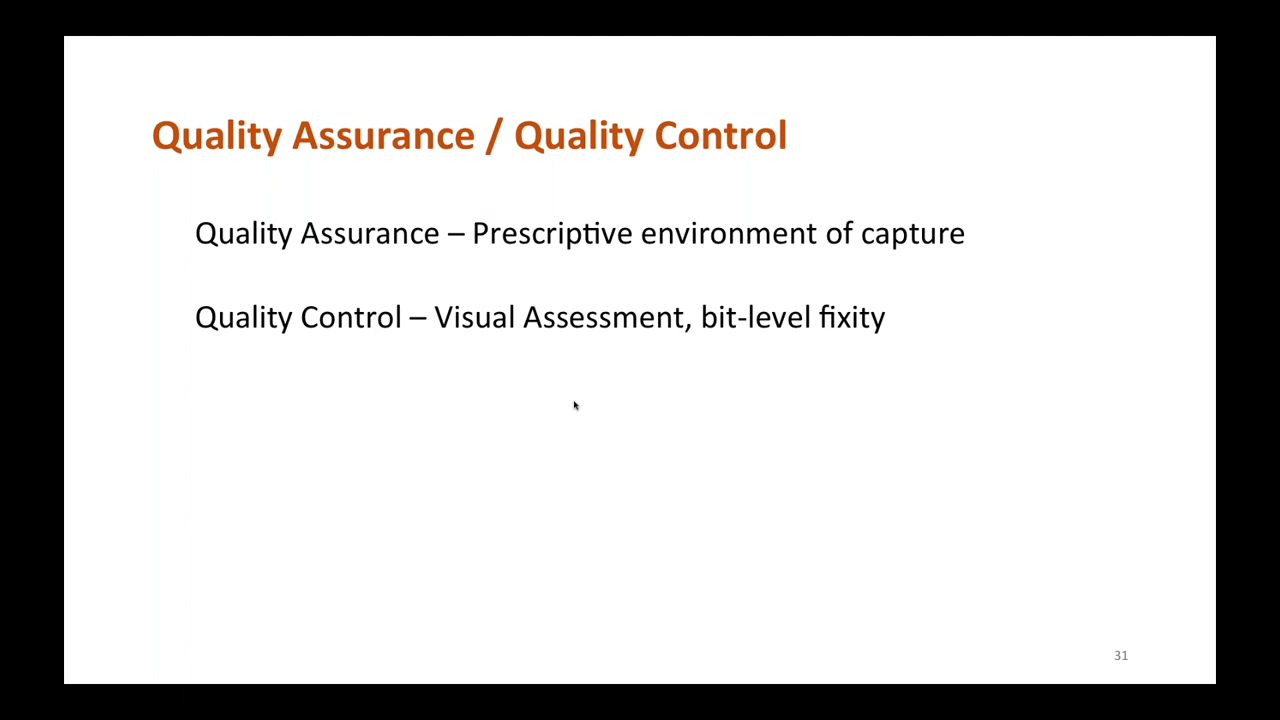 Quality Assurance / Quality Control
Quality Assurance – Prescriptive environment of capture
Quality Control – Visual Assessment, bit-level fixity
31